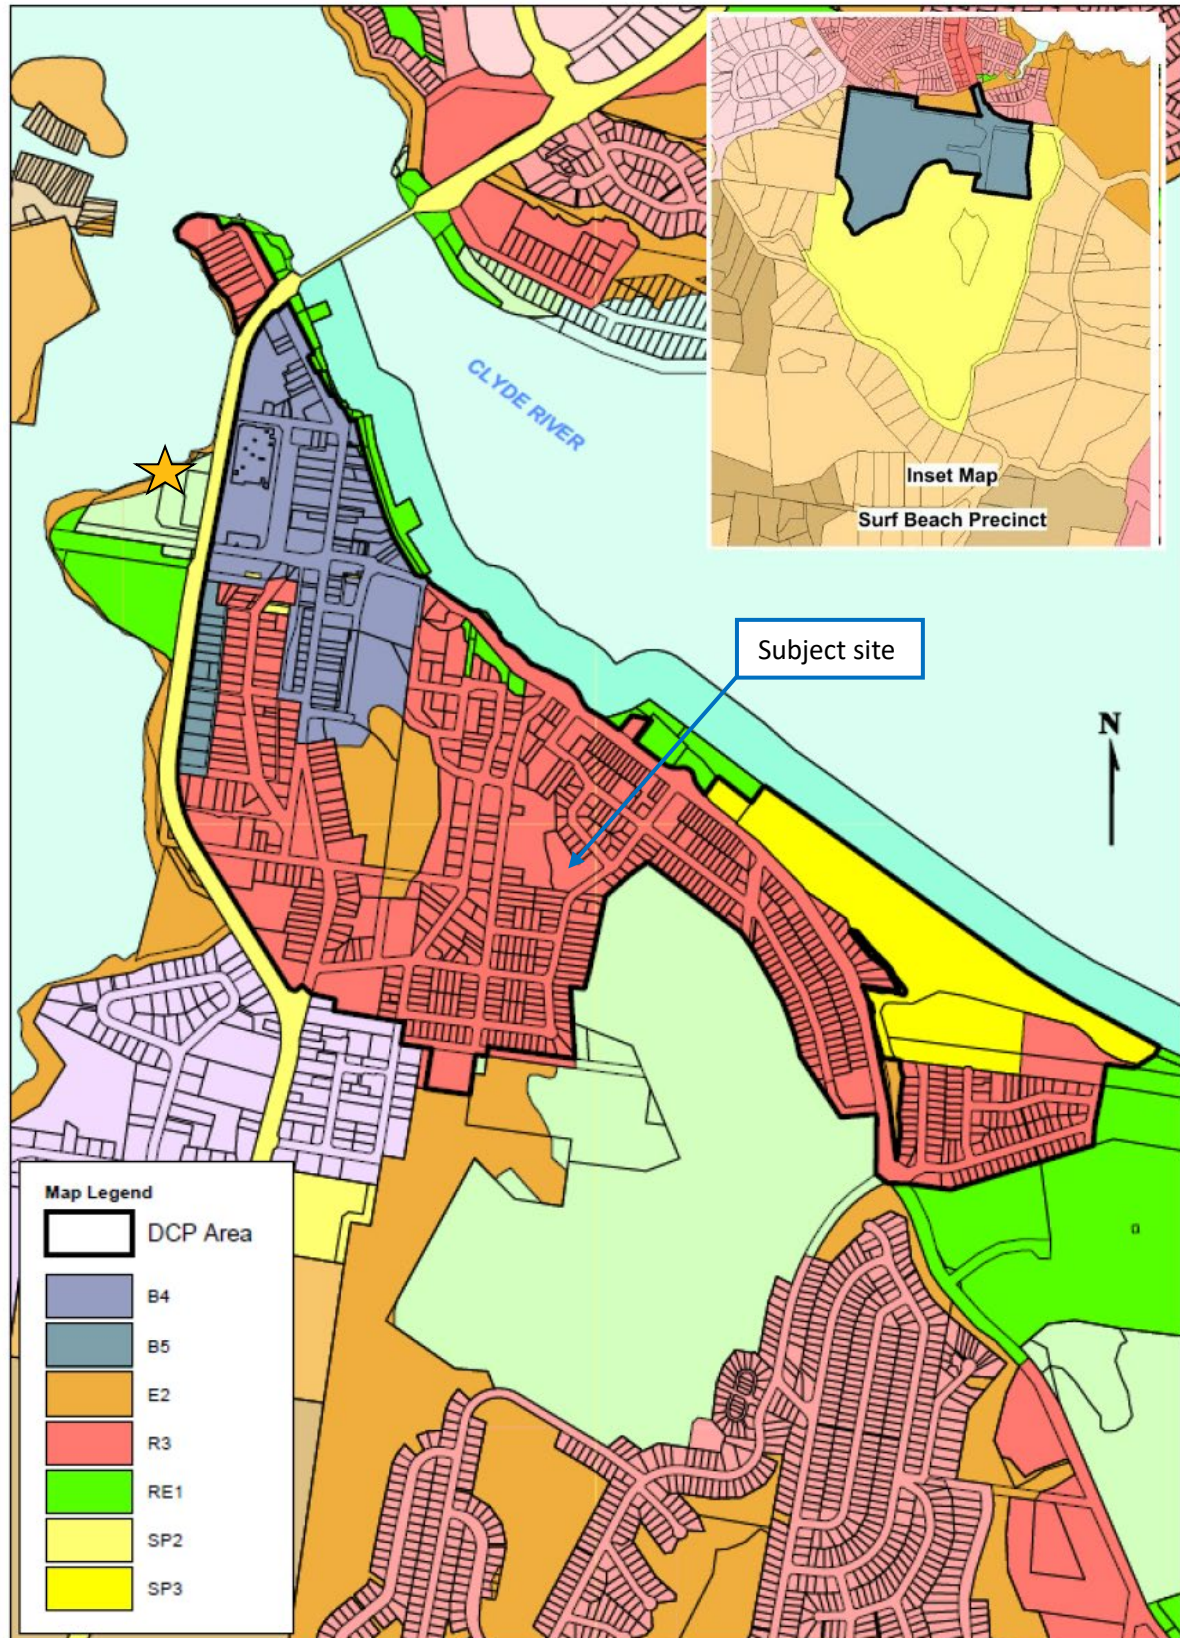 Inset Map
Surf Beach Precinct
CLYDE RIVER
Subject site
N
Map Legend
DCP Area
B4
B5
E2
R3
RE1
SP2
SP3